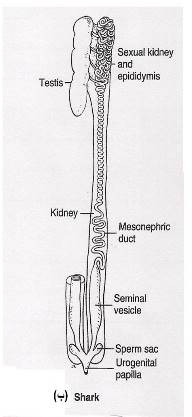 Sexual kidney
and
epididymis
Testis
Kidney
Mesonephric
duct
Seminal
vesicle
Sperm sac
Urogenital
papilla
Shark